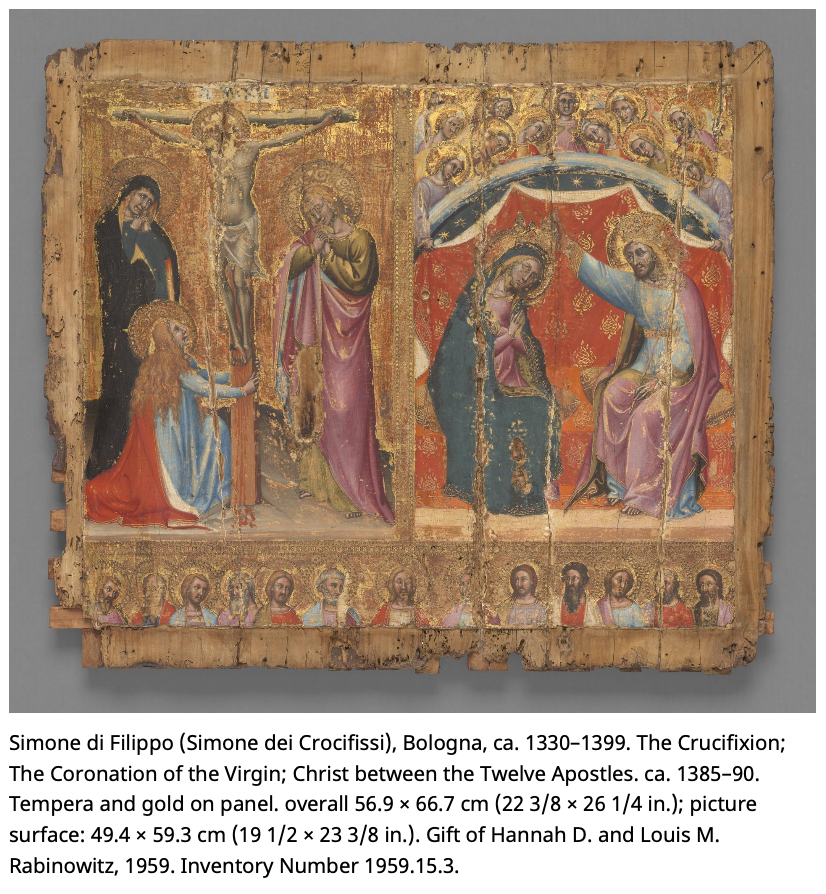 Simone di Filippo (Simone dei Crocifissi), Bologna, ca. 1330–1399. The Crucifixion;
The Coronation of the Virgin; Christ between the Twelve Apostles. ca. 1385–90.
Tempera and gold on panel. overall 56.9 × 66.7 cm (22 3/8 × 26 1/4 in.); picture
surface: 49.4 × 59.3 cm (19 1/2 × 23 3/8 in.). Gift of Hannah D. and Louis M.
Rabinowitz, 1959. Inventory Number 1959.15.3.